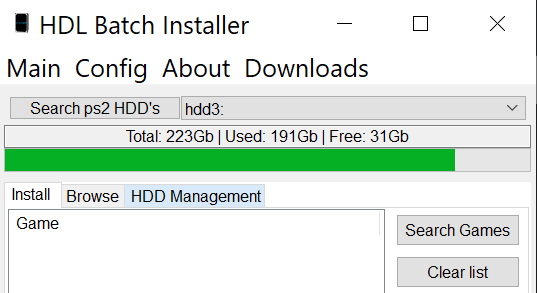 HDL Batch Installer
Main Config About Downloads
Search ps2 HDD's hdd3:
Total: 223Gb | Used: 191Gb | Free: 31Gb
Install Browse HDD Management
Game
Search Games
Clear list